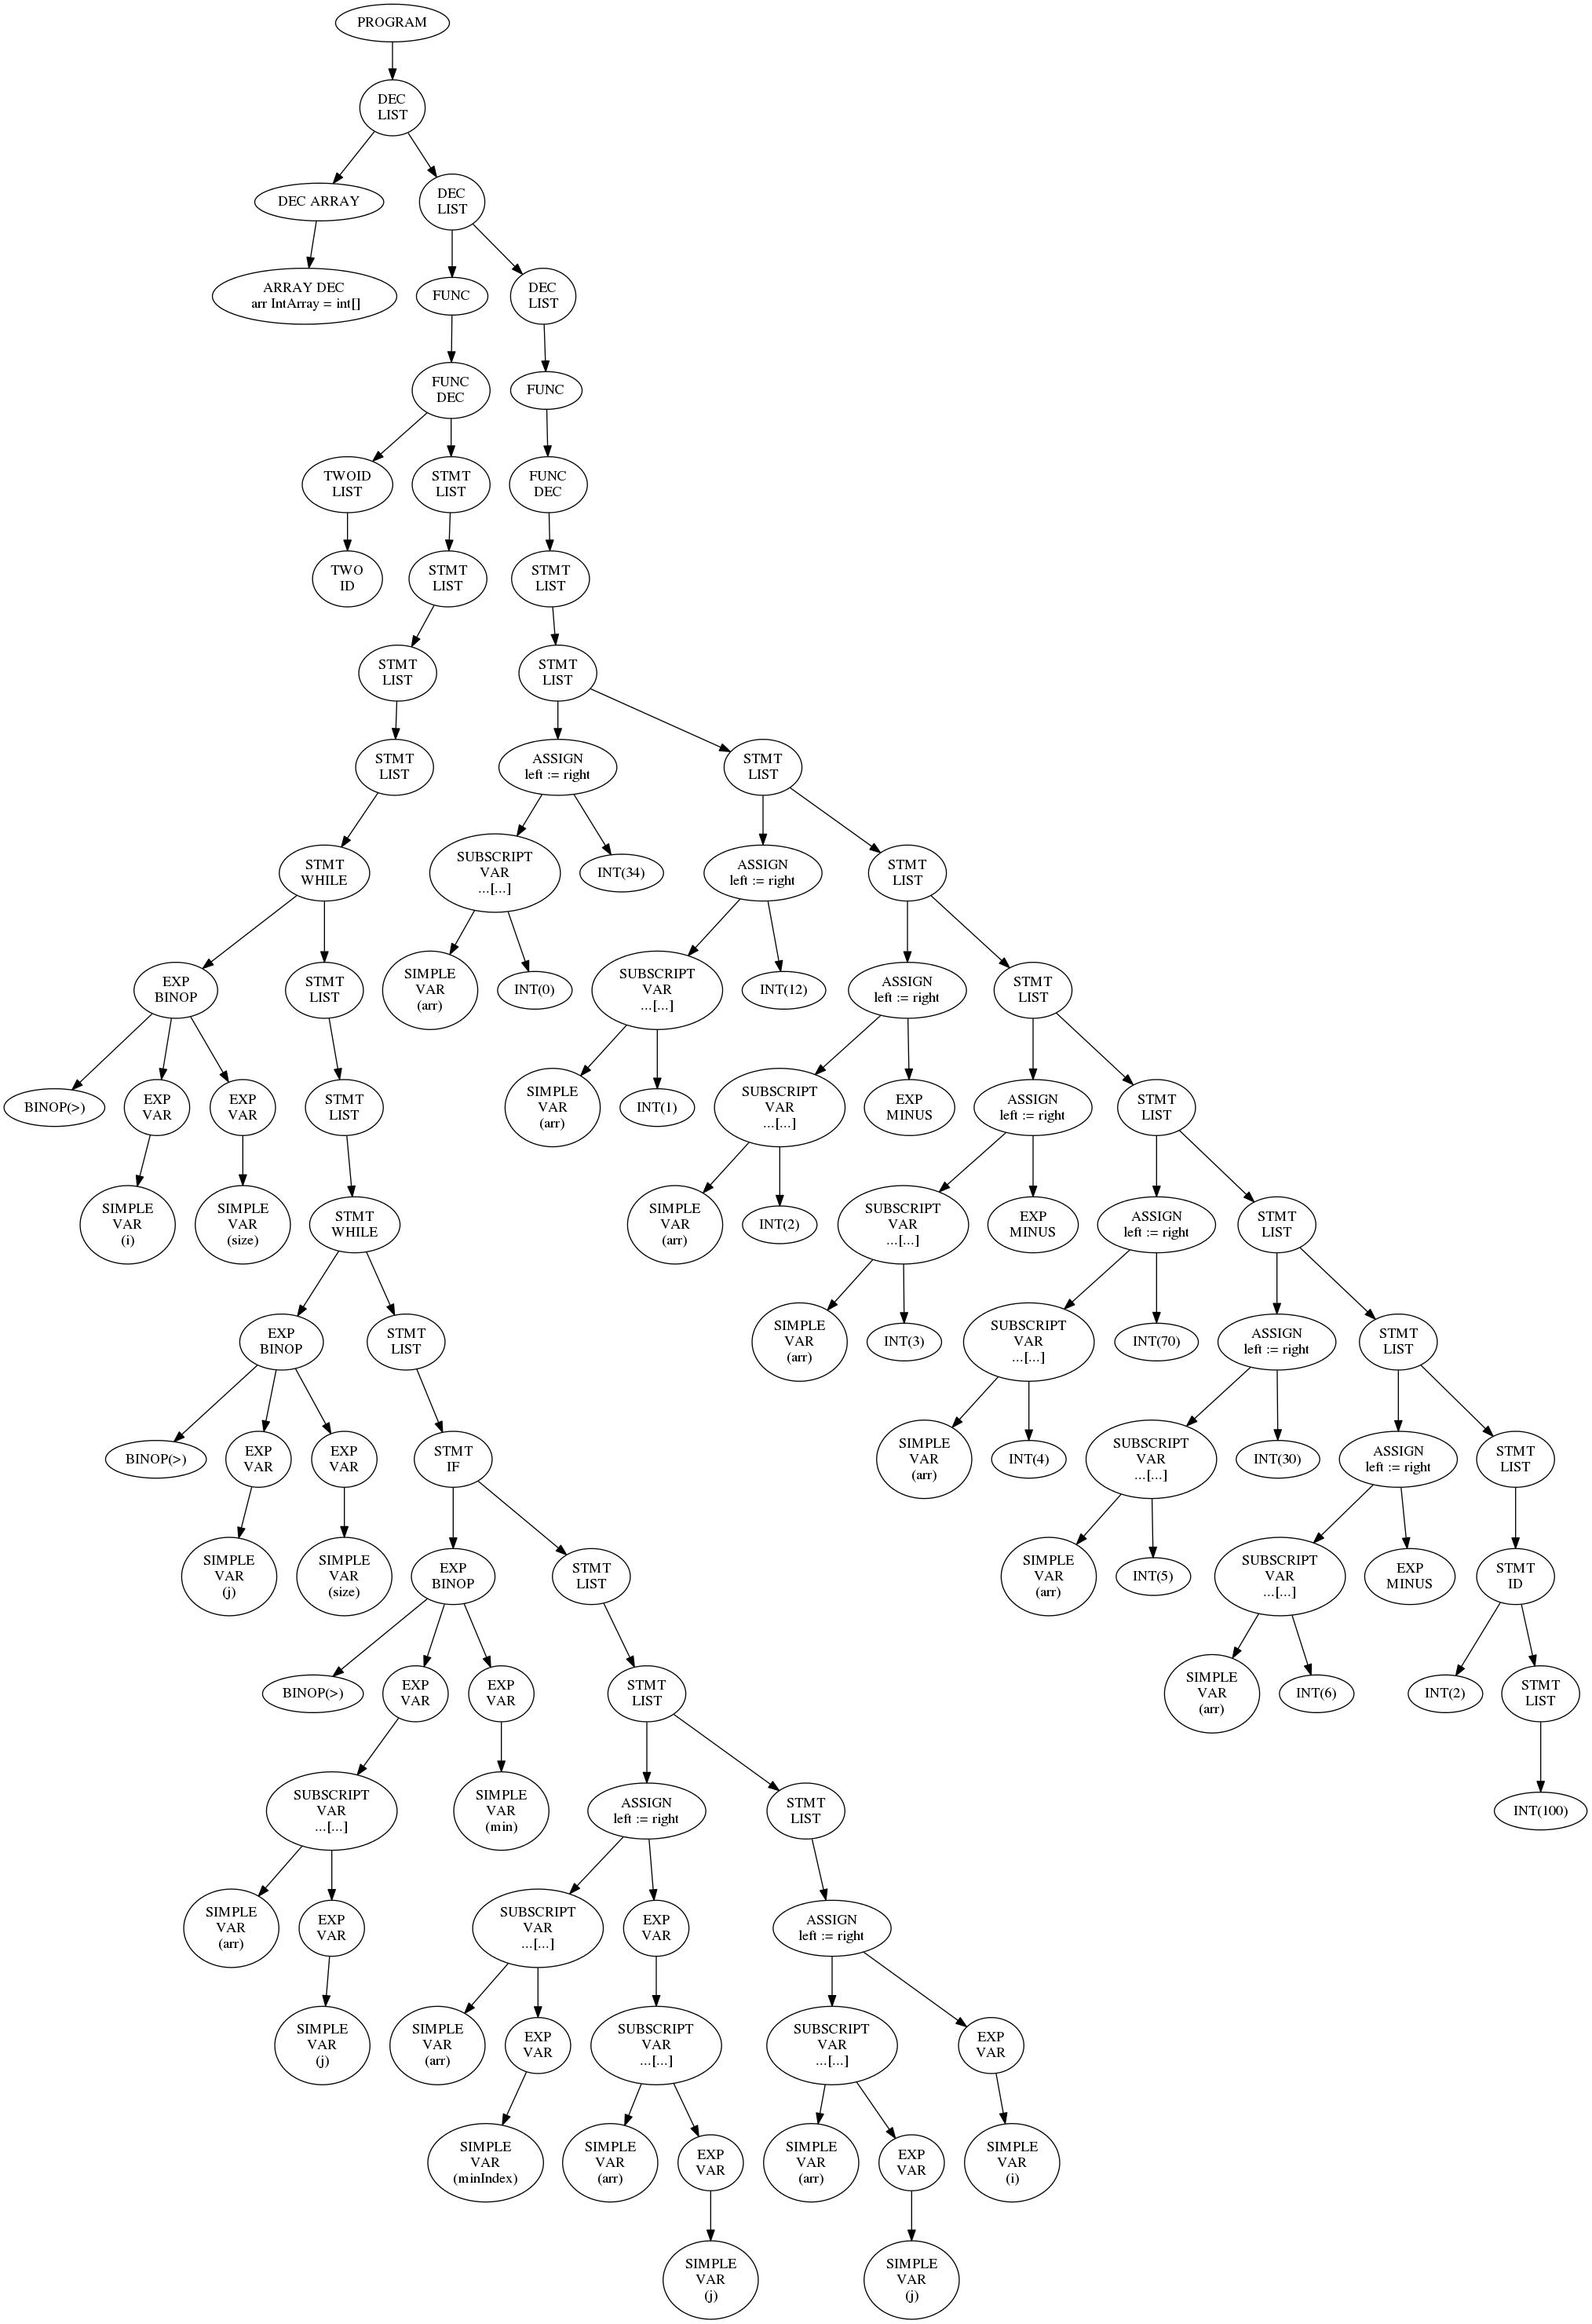 PROGRAM
DEC
LIST
DEC ARRAY
DEC
LIST
ARRAY DEC
arr IntArray = int[]
FUNC
DEC
LIST
FUNC
DEC
FUNC
TWOID
LIST
STMT
LIST
FUNC
DEC
TWO
ID
STMT
LIST
STMT
LIST
STMT
LIST
STMT
LIST
STMT
LIST
ASSIGN
left := right
STMT
LIST
STMT
WHILE
SUBSCRIPT
VAR
...[...]
INT(34)
ASSIGN
left := right
STMT
LIST
EXP
BINOP
STMT
LIST
SIMPLE
VAR
(arr)
INT(0)
SUBSCRIPT
VAR
...[...]
INT(12)
ASSIGN
left := right
STMT
LIST
BINOP(>)
EXP
VAR
EXP
VAR
STMT
LIST
SIMPLE
VAR
(arr)
INT(1)
SUBSCRIPT
VAR
...[...]
EXP
MINUS
ASSIGN
left := right
STMT
LIST
SIMPLE
VAR
(i)
SIMPLE
VAR
(size)
STMT
WHILE
SIMPLE
VAR
(arr)
INT(2)
SUBSCRIPT
VAR
...[...]
EXP
MINUS
ASSIGN
left := right
STMT
LIST
EXP
BINOP
STMT
LIST
SIMPLE
VAR
(arr)
INT(3)
SUBSCRIPT
VAR
...[...]
INT(70)
ASSIGN
left := right
STMT
LIST
BINOP(>)
EXP
VAR
EXP
VAR
STMT
IF
SIMPLE
VAR
(arr)
INT(4)
SUBSCRIPT
VAR
...[...]
INT(30)
ASSIGN
left := right
STMT
LIST
SIMPLE
VAR
(j)
SIMPLE
VAR
(size)
EXP
BINOP
STMT
LIST
SIMPLE
VAR
(arr)
INT(5)
SUBSCRIPT
VAR
...[...]
EXP
MINUS
STMT
ID
BINOP(>)
EXP
VAR
EXP
VAR
STMT
LIST
SIMPLE
VAR
(arr)
INT(6)
INT(2)
STMT
LIST
SUBSCRIPT
VAR
...[...]
SIMPLE
VAR
(min)
ASSIGN
left := right
STMT
LIST
INT(100)
SIMPLE
VAR
(arr)
EXP
VAR
SUBSCRIPT
VAR
...[...]
EXP
VAR
ASSIGN
left := right
SIMPLE
VAR
(j)
SIMPLE
VAR
(arr)
EXP
VAR
SUBSCRIPT
VAR
...[...]
SUBSCRIPT
VAR
...[...]
EXP
VAR
SIMPLE
VAR
(minIndex)
SIMPLE
VAR
(arr)
EXP
VAR
SIMPLE
VAR
(arr)
EXP
VAR
SIMPLE
VAR
(i)
SIMPLE
VAR
(j)
SIMPLE
VAR
(j)